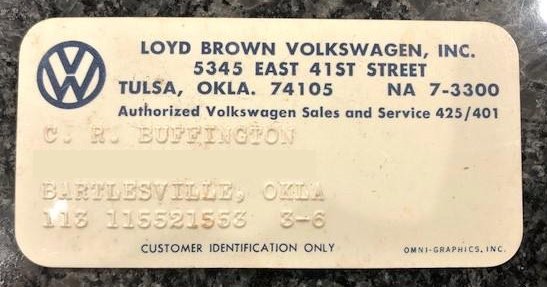 VW
LOYD BROWN VOLKSWAGEN, INC.
5345 EAST 41ST STREET
TULSA, OKLA. 74105 NA 7-3300
Authorized Volkswagen Sales and Service 425/401
C. R. BUFFINGTON
BARTLESVILLE, OKLA
113 115521553 3-6
CUSTOMER IDENTIFICATION ONLY
OMNI-GRAPHICS, INC.